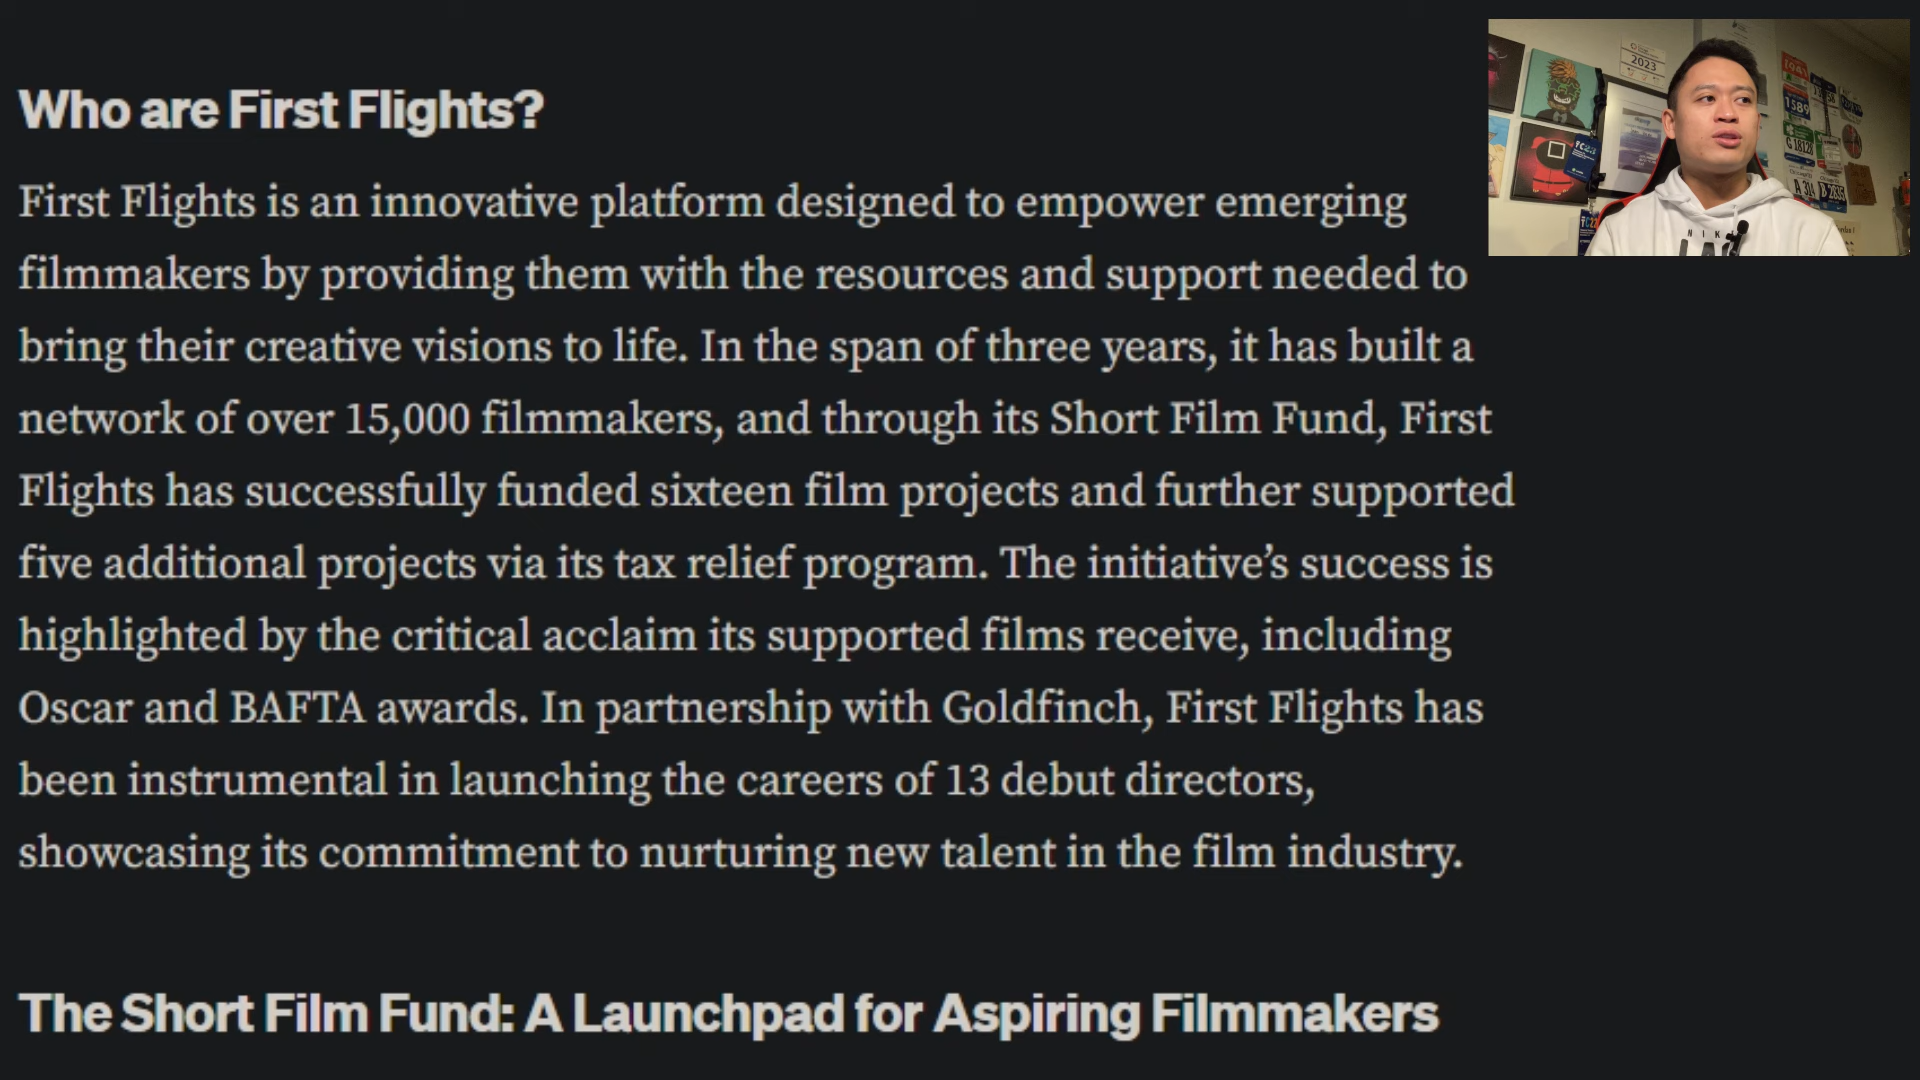 Who are First Flights?
First Flights is an innovative platform designed to empower emerging
filmmakers by providing them with the resources and support needed to
bring their creative visions to life. In the span of three years, it has built a
network of over 15,000 filmmakers, and through its Short Film Fund, First
Flights has successfully funded sixteen film projects and further supported
five additional projects via its tax relief program. The initiative’s success is
highlighted by the critical acclaim its supported films receive, including
Oscar and BAFTA awards. In partnership with Goldfinch, First Flights has
been instrumental in launching the careers of 13 debut directors,
showcasing its commitment to nurturing new talent in the film industry.
The Short Film Fund: A Launchpad for Aspiring Filmmakers
2023
1589
G 18128